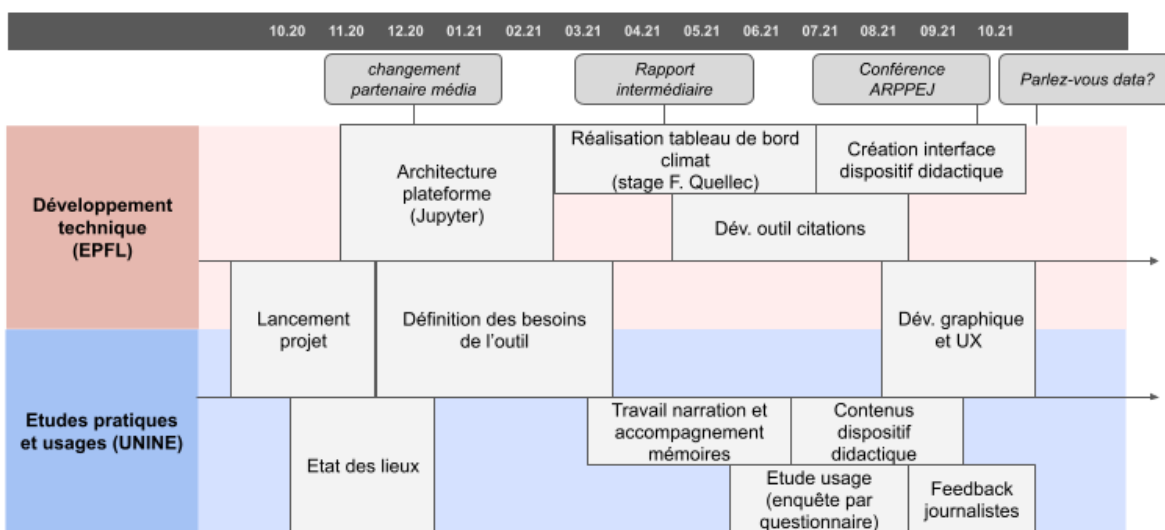 10.20 11.20 12.20 01.21 02.21 03.21 04.21 05.21 06.21 07.21 08.21 09.21 10.21
changement
partenaire média
Rapport
intermédiaire
Conférence
ARPPEJ
Parlez-vous data?
Développement
technique
(EPFL)
Architecture
plateforme
(Jupyter)
Réalisation tableau de bord
climat
(stage F. Quellec)
Création interface
dispositif didactique
Dév. outil citations
Lancement
projet
Définition des besoins
de l'outil
Dév. graphique
et UX
Etudes pratiques
et usages (UNINE)
Etat des lieux
Travail narration et
accompagnement
mémoires
Contenus
dispositif
didactique
Etude usage
(enquête par
questionnaire)
Feedback
journalistes